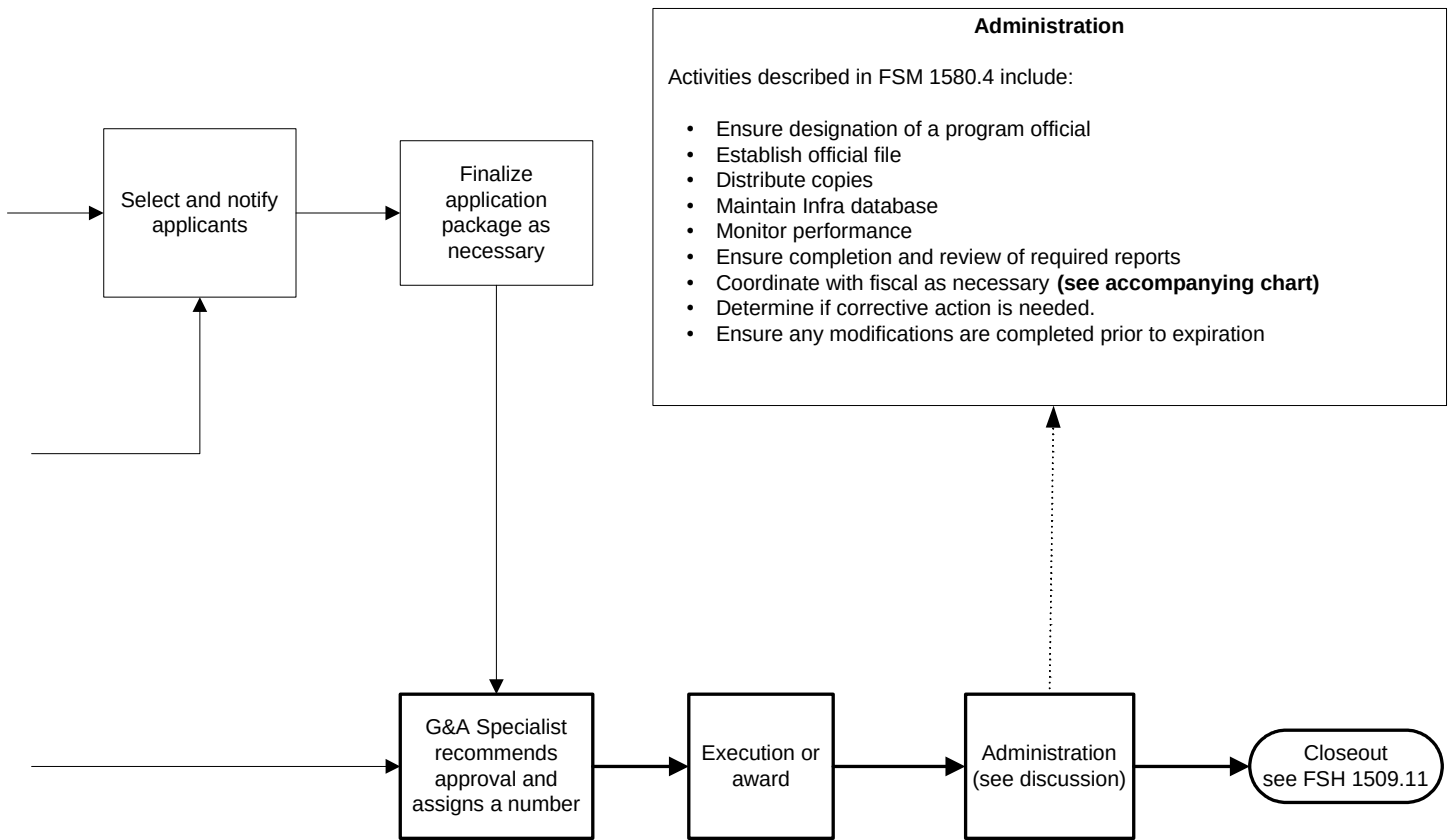 Administration
Activities described in FSM 1580.4 include:
• Ensure designation of a program official
• Establish official file
• Distribute copies
• Maintain Infra database
• Monitor performance
• Ensure completion and review of required reports
• Coordinate with fiscal as necessary (see accompanying chart)
• Determine if corrective action is needed.
• Ensure any modifications are completed prior to expiration
Select and notify
applicants
Finalize
application
package as
necessary
G&A Specialist
recommends
approval and
assigns a number
Execution or
award
Administration
(see discussion)
Closeout
see FSH 1509.11